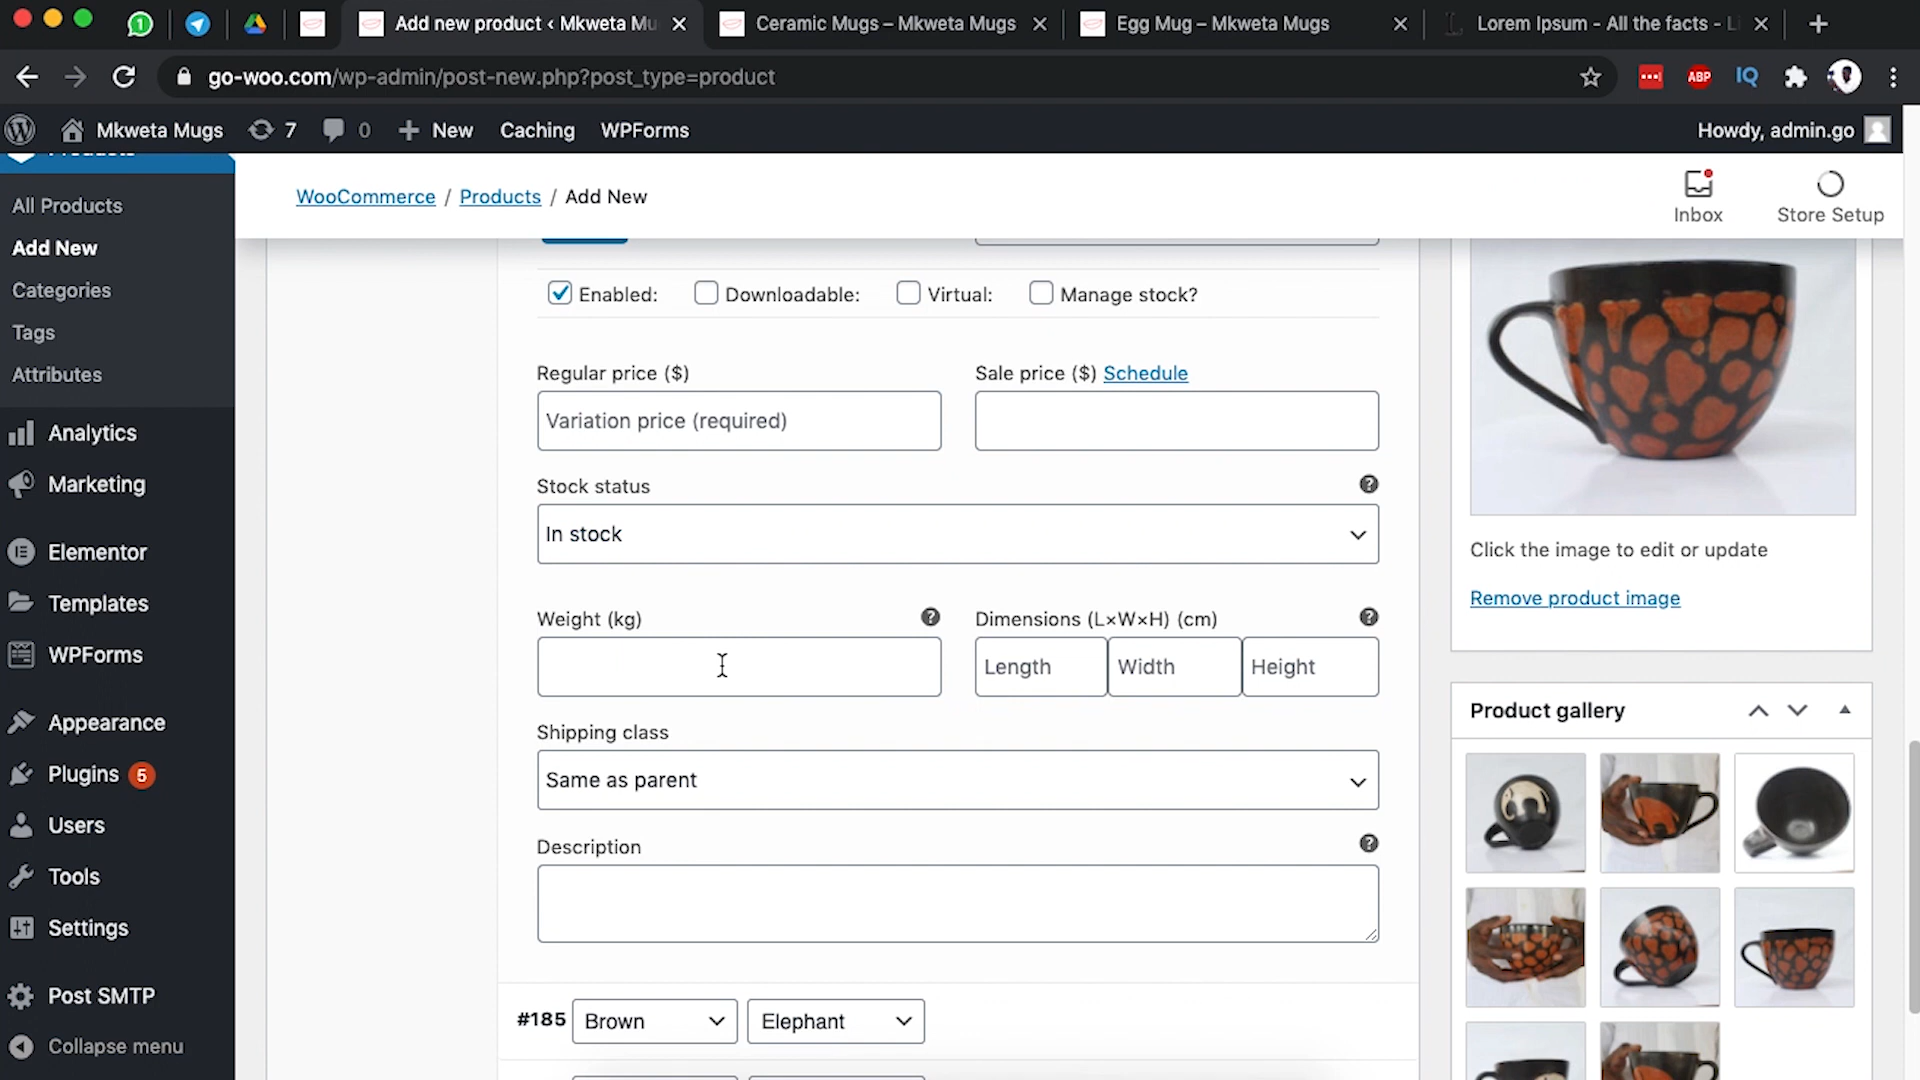 1
Add new product ‹ Mkweta Mu
Ceramic Mugs – Mkweta Mugs
Egg Mug – Mkweta Mugs
Lorem Ipsum - All the facts - Li
go-woo.com/wp-admin/post-new.php?post_type=product
ABP
IQ
Mkweta Mugs
7
0
New
Caching
WPForms
Howdy, admin.go
Products
All Products
Add New
Categories
Tags
Attributes
Analytics
Marketing
Elementor
Templates
WPForms
Appearance
Plugins 5
Users
Tools
Settings
Post SMTP
Collapse menu
WooCommerce / Products / Add New
Inbox
Store Setup
Enabled:
Downloadable:
Virtual:
Manage stock?
Regular price ($)
Sale price ($) Schedule
Variation price (required)
Stock status
In stock
Weight (kg)
Dimensions (L×W×H) (cm)
Length
Width
Height
Shipping class
Same as parent
Description
#185
Brown
Elephant
Click the image to edit or update
Remove product image
Product gallery